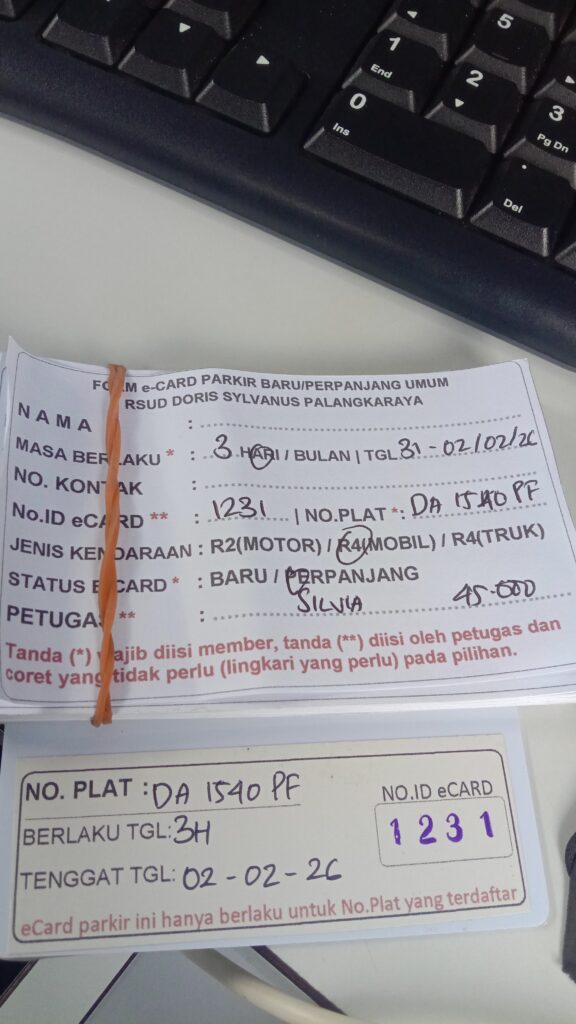 5
1
End
2
3
Pg Dn
0
Ins
.
Del
FORM e-CARD PARKIR BARU/PERPANJANG UMUM
RSUD DORIS SYLVANUS PALANGKARAYA
NAMA :
MASA BERLAKU * : 3 HARI / BULAN | TGL 31 - 02/02/26
NO. KONTAK :
No.ID eCARD ** : 1231 | NO.PLAT *: DA 1540 PF
JENIS KENDARAAN : R2(MOTOR) / R4(MOBIL) / R4(TRUK)
STATUS ECARD * : BARU / PERPANJANG
PETUGAS ** : SILVIA 45.000
Tanda (*) wajib diisi member, tanda (**) diisi oleh petugas dan
coret yang tidak perlu (lingkari yang perlu) pada pilihan.
NO. PLAT : DA 1540 PF
NO.ID eCARD
BERLAKU TGL: 3H
1231
TENGGAT TGL: 02-02-26
eCard parkir ini hanya berlaku untuk No.Plat yang terdaftar